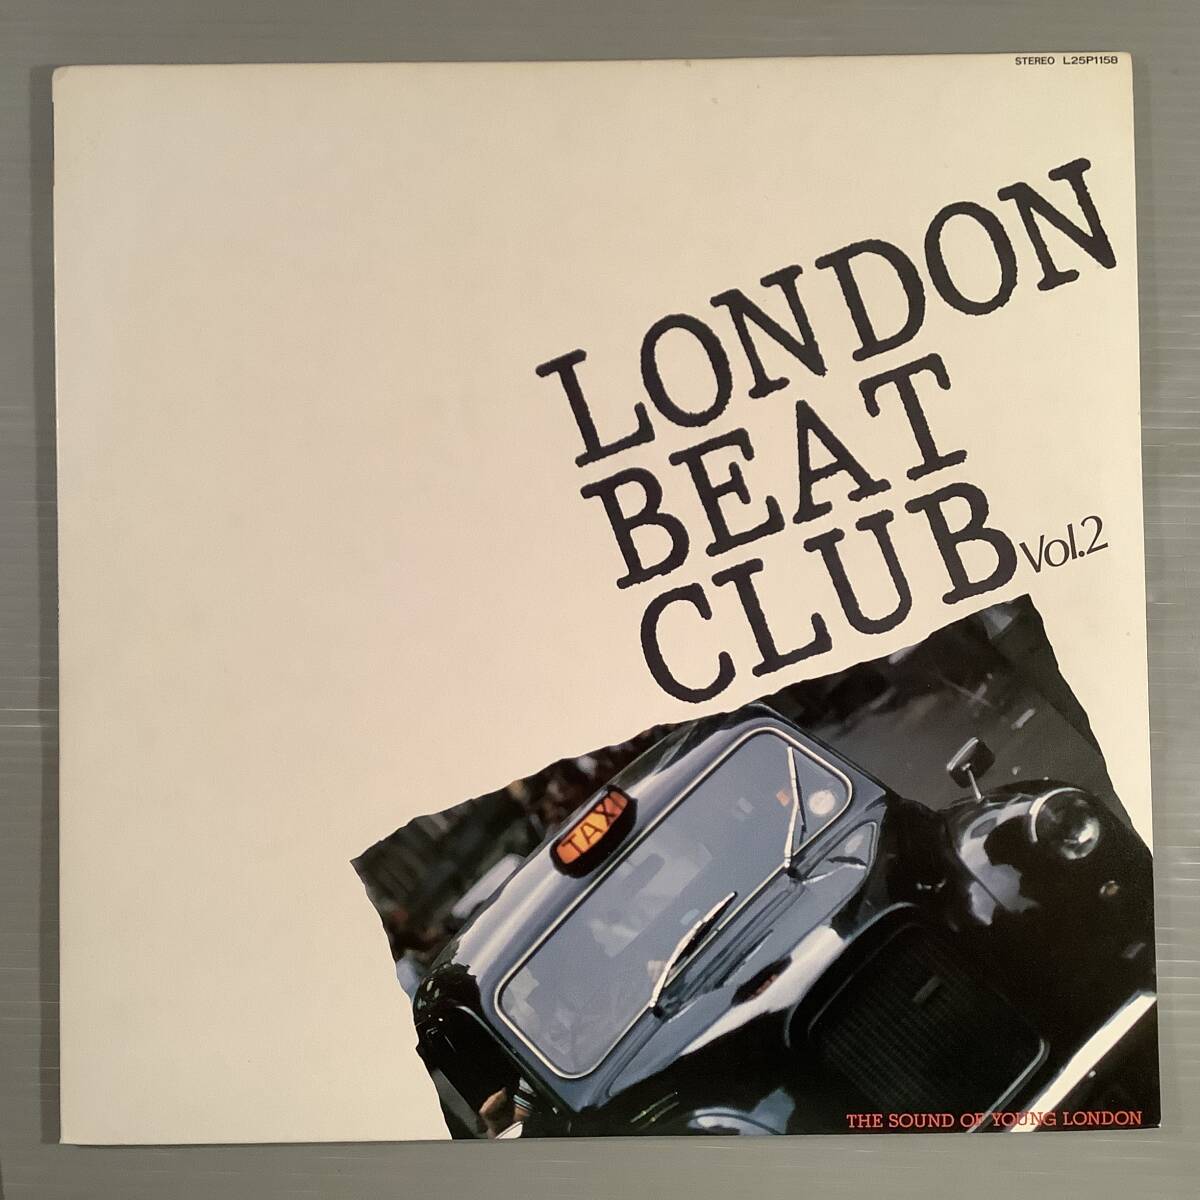 STEREO L25P1158
LONDON
BEAT
CLUB Vol.2
TAXI
THE SOUND OF YOUNG LONDON